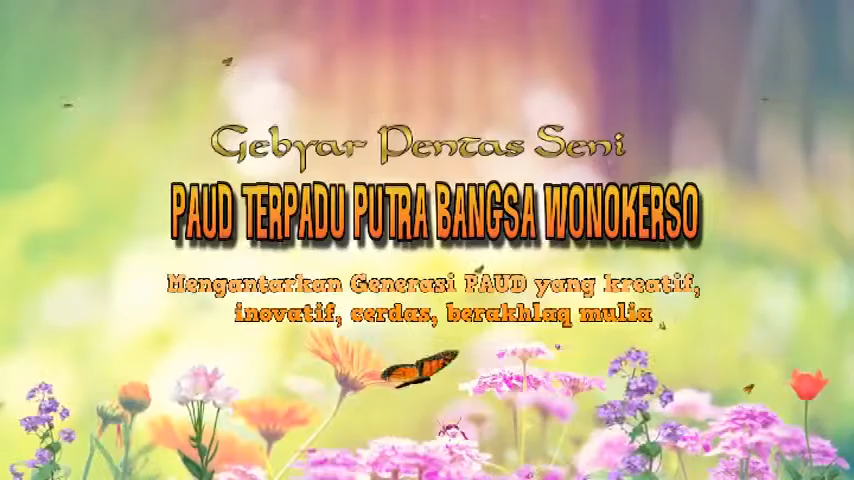 Gebyar Pentas Seni
PAUD TERPADU PUTRA BANGSA WONOKERSO
Mengantarkan Generasi PAUD yang kreatif,
inovatif, cerdas, berakhlaq mulia